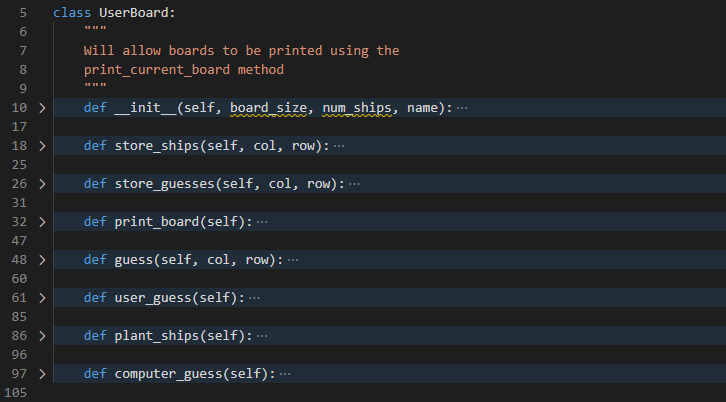 5 class UserBoard:
6 """
7 Will allow boards to be printed using the
8 print_current_board method
9 """
10 > def __init__(self, board_size, num_ships, name): ···
17
18 > def store_ships(self, col, row): ···
25
26 > def store_guesses(self, col, row): ···
31
32 > def print_board(self): ···
47
48 > def guess(self, col, row): ···
60
61 > def user_guess(self): ···
85
86 > def plant_ships(self): ···
96
97 > def computer_guess(self): ···
105